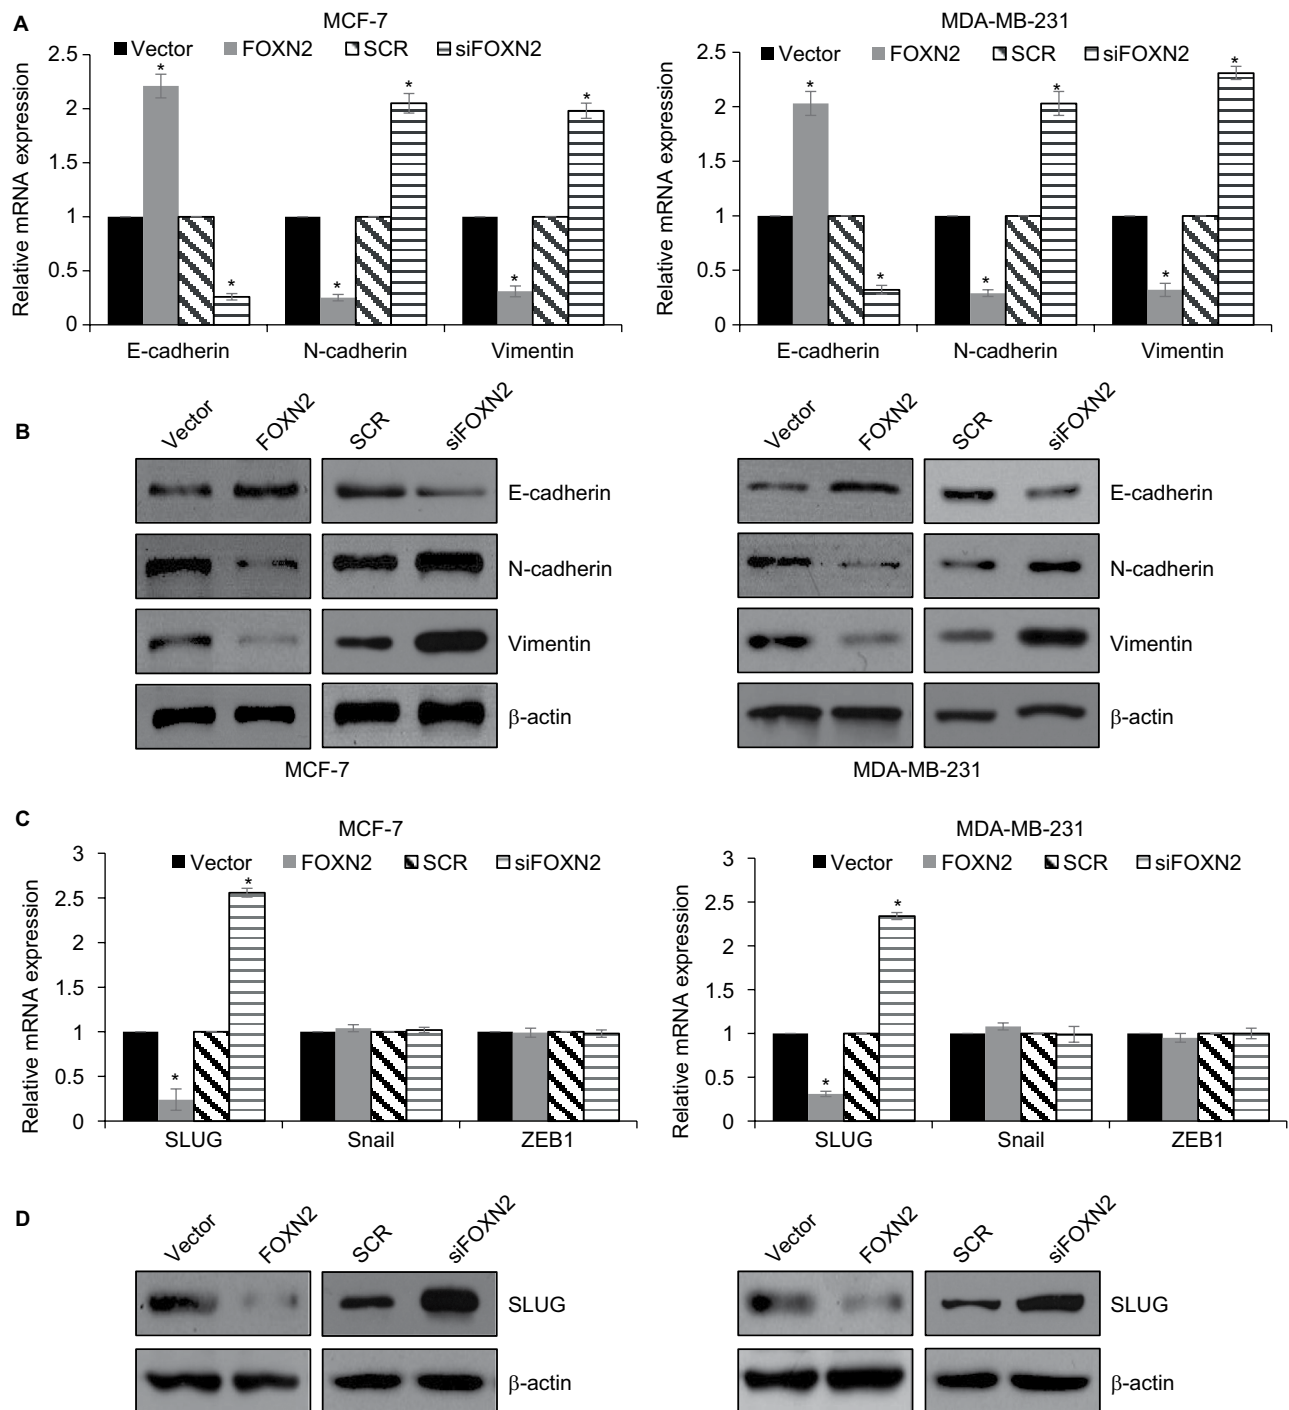 A
MCF-7
Vector FOXN2 SCR siFOXN2
Relative mRNA expression
2.5
2
1.5
1
0.5
0
* * * * * *
E-cadherin N-cadherin Vimentin
MDA-MB-231
Vector FOXN2 SCR siFOXN2
Relative mRNA expression
2.5
2
1.5
1
0.5
0
* * * * * *
E-cadherin N-cadherin Vimentin
B
Vector FOXN2 SCR siFOXN2
E-cadherin
N-cadherin
Vimentin
β-actin
MCF-7
Vector FOXN2 SCR siFOXN2
E-cadherin
N-cadherin
Vimentin
β-actin
MDA-MB-231
C
MCF-7
Vector FOXN2 SCR siFOXN2
Relative mRNA expression
3
2.5
2
1.5
1
0.5
0
* *
SLUG Snail ZEB1
MDA-MB-231
Vector FOXN2 SCR siFOXN2
Relative mRNA expression
3
2.5
2
1.5
1
0.5
0
* *
SLUG Snail ZEB1
D
Vector FOXN2 SCR siFOXN2
SLUG
β-actin
Vector FOXN2 SCR siFOXN2
SLUG
β-actin